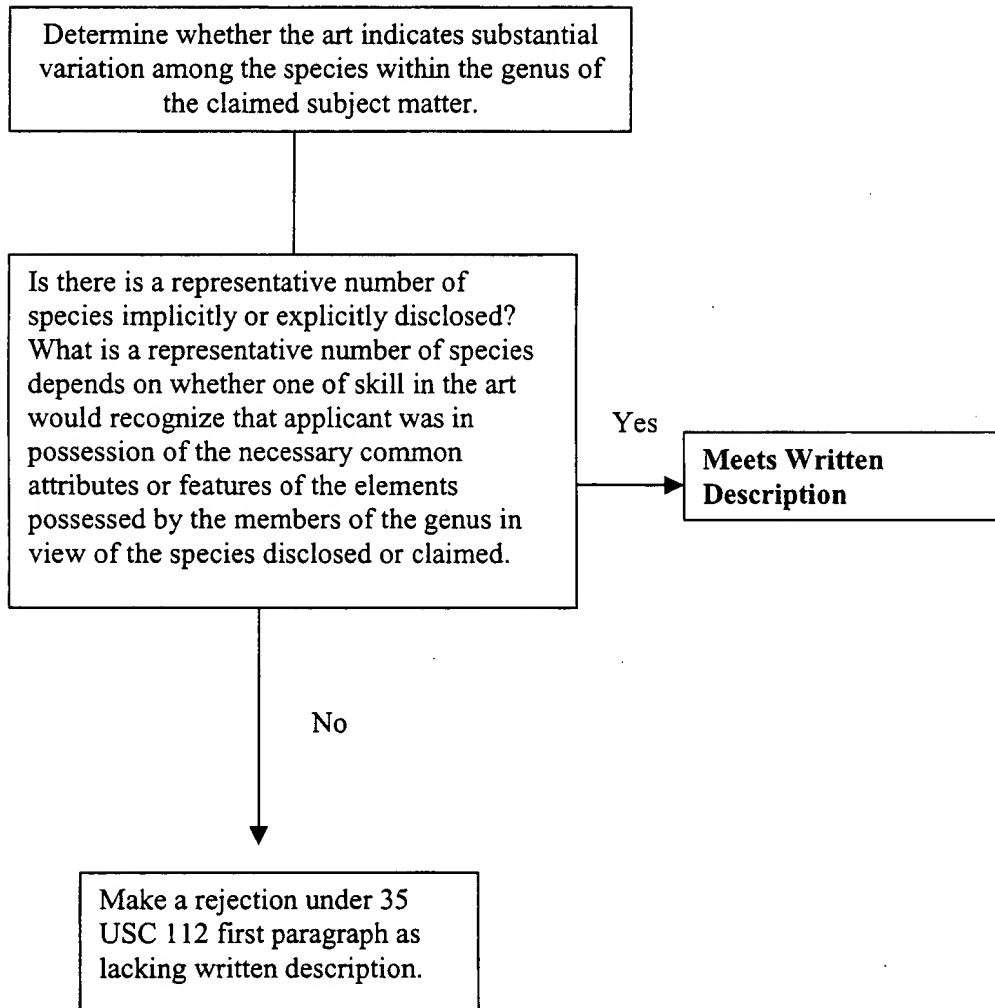 Determine whether the art indicates substantial
variation among the species within the genus of
the claimed subject matter.
Is there is a representative number of
species implicitly or explicitly disclosed?
What is a representative number of species
depends on whether one of skill in the art
would recognize that applicant was in
possession of the necessary common
attributes or features of the elements
possessed by the members of the genus in
view of the species disclosed or claimed.
Yes
Meets Written
Description
No
Make a rejection under 35
USC 112 first paragraph as
lacking written description.